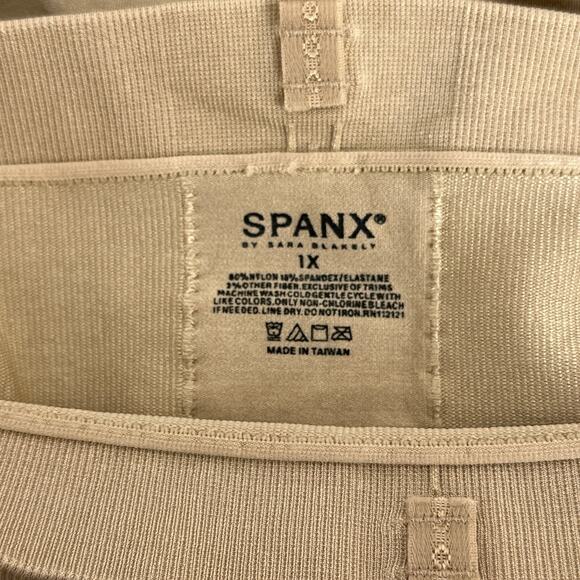 SPANX®
BY SARA BLAKELY
1X
80% NYLON 18% SPANDEX/ELASTANE
2% OTHER FIBER. EXCLUSIVE OF TRIMS
MACHINE WASH COLD GENTLE CYCLE WITH
LIKE COLORS. ONLY NON-CHLORINE BLEACH
IF NEEDED. LINE DRY. DO NOT IRON. RN112121
MADE IN TAIWAN